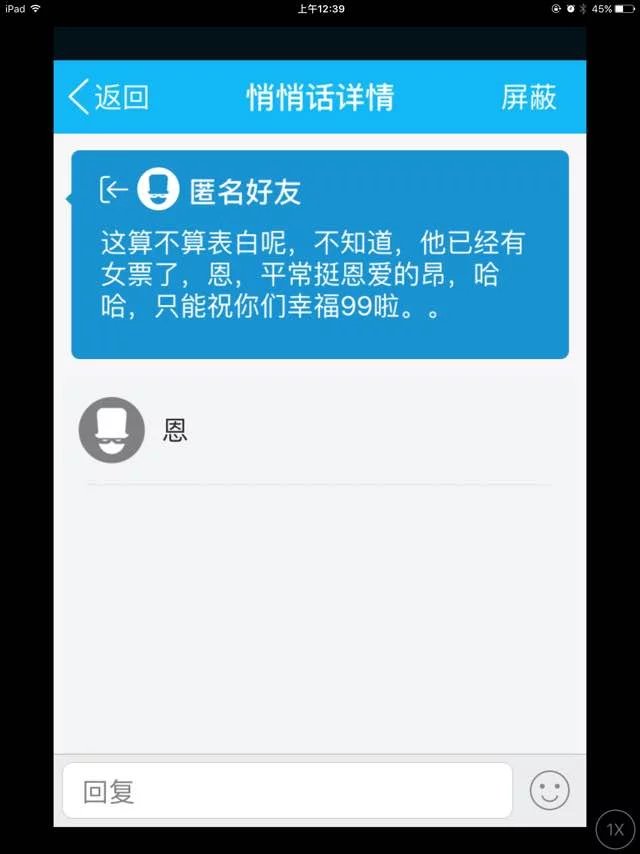 iPad 上午12:39 45%
返回 悄悄话详情 屏蔽
匿名好友
这算不算表白呢，不知道，他已经有
女票了，恩，平常挺恩爱的昂，哈
哈，只能祝你们幸福99啦。。
恩
回复
1X